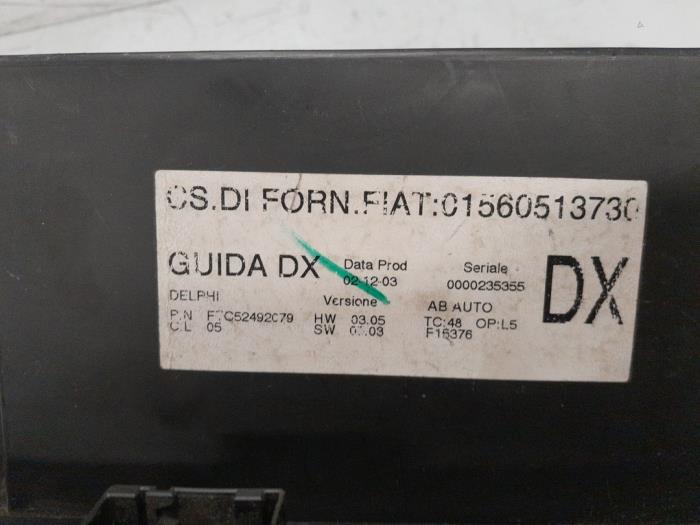 CS.DI FORN.FIAT:01560513730
GUIDA DX
Data Prod
02-12-03
Seriale
0000235355
DX
DELPHI
Versione
AB AUTO
P.N
HW 03.05
TC:48 OP:L5
C.L 05
SW
F15376